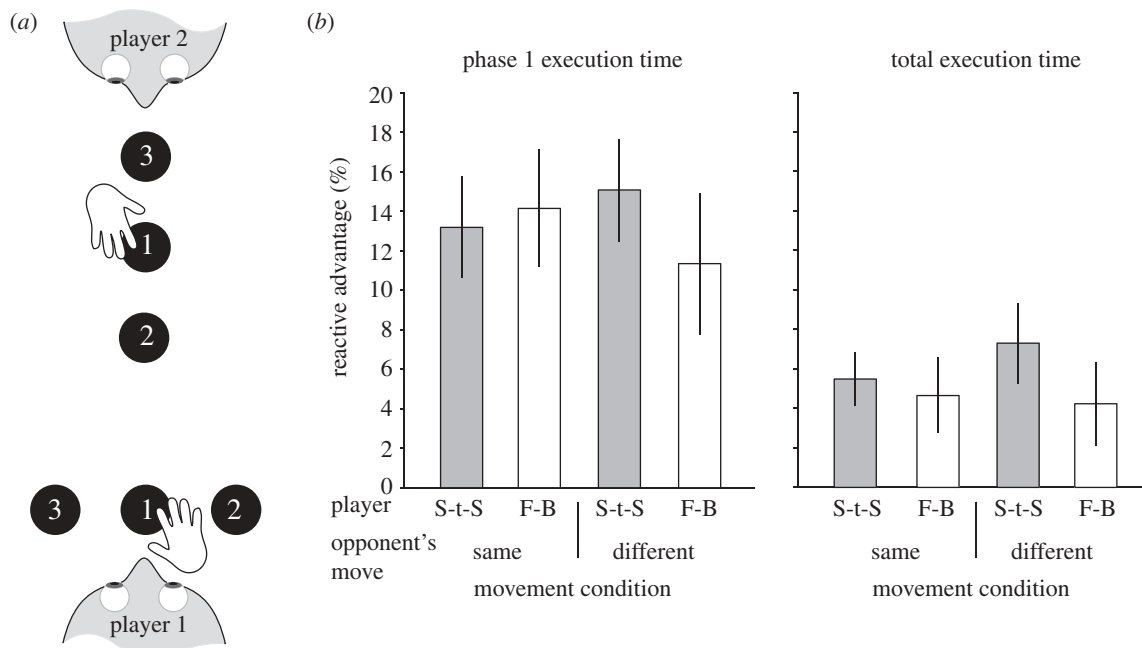 (a)
player 2
3
1
2
3 1 2
player 1
(b)
phase 1 execution time
total execution time
reactive advantage (%)
20
18
16
14
12
10
8
6
4
2
0
player S-t-S F-B S-t-S F-B S-t-S F-B S-t-S F-B
opponent's same different same different
move
movement condition movement condition